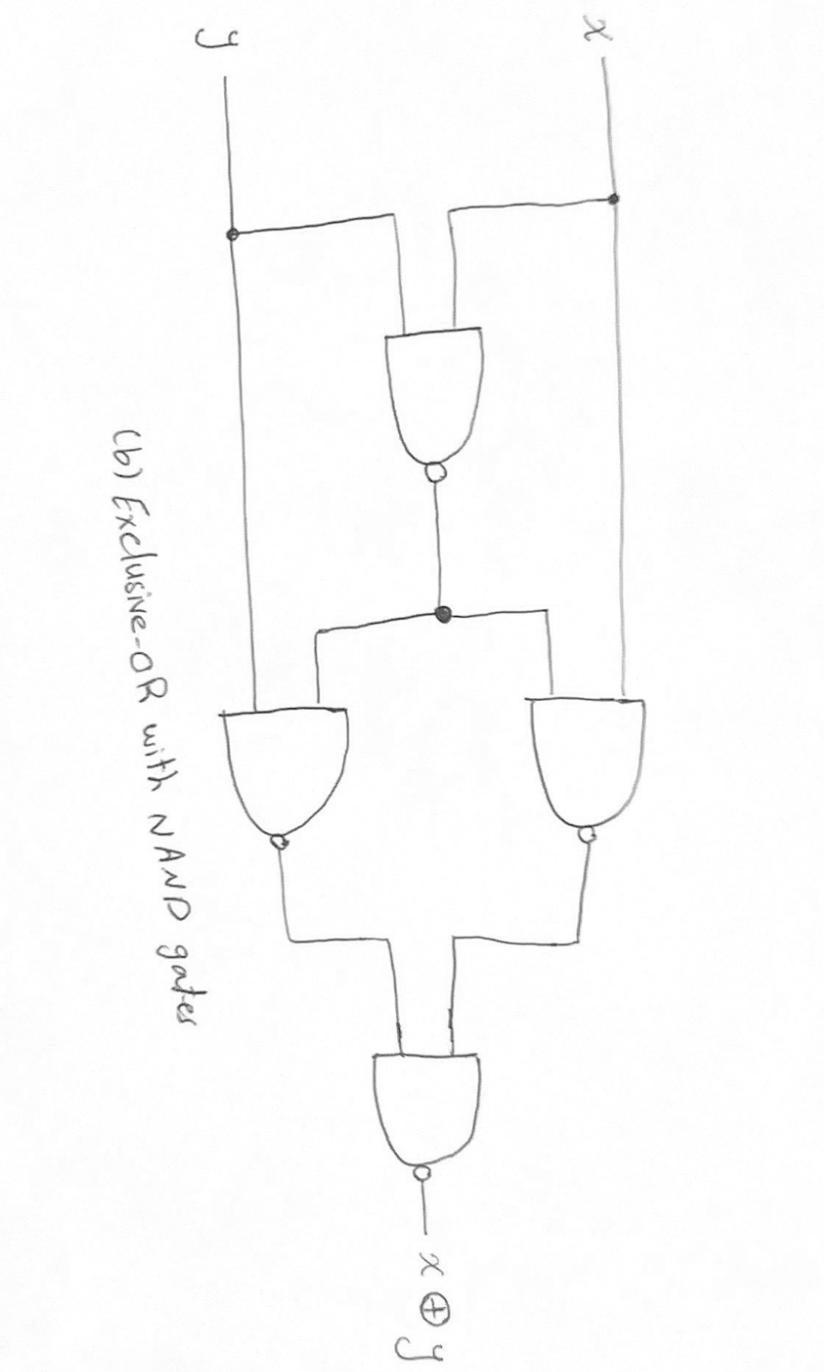 x
y
x ⊕ y
(b) Exclusive-OR with NAND gates